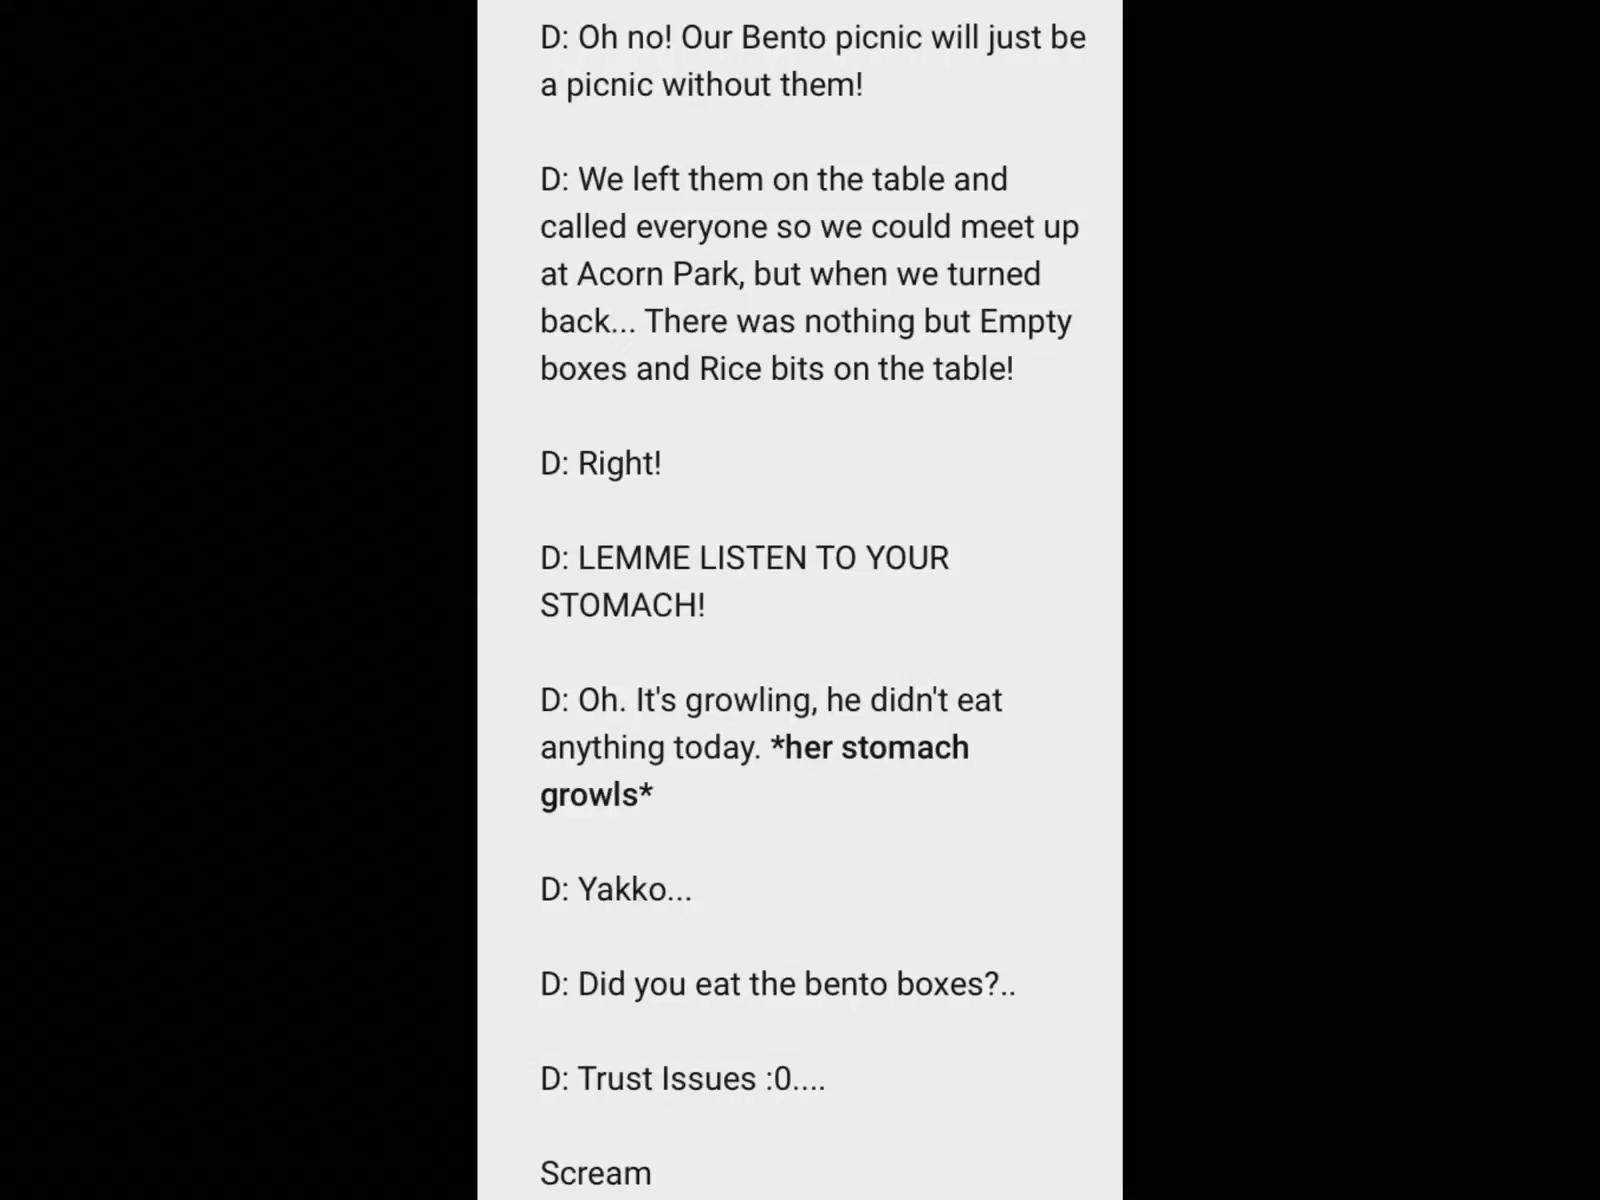 D: Oh no! Our Bento picnic will just be
a picnic without them!
D: We left them on the table and
called everyone so we could meet up
at Acorn Park, but when we turned
back... There was nothing but Empty
boxes and Rice bits on the table!
D: Right!
D: LEMME LISTEN TO YOUR
STOMACH!
D: Oh. It's growling, he didn't eat
anything today. *her stomach
growls*
D: Yakko...
D: Did you eat the bento boxes?..
D: Trust Issues :0....
Scream